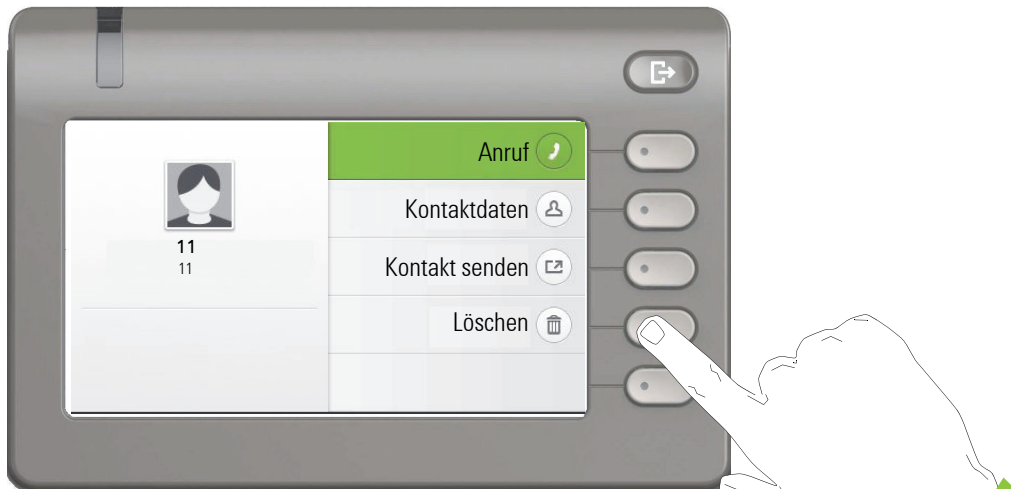 11
11
Anruf
Kontaktdaten
Kontakt senden
Löschen